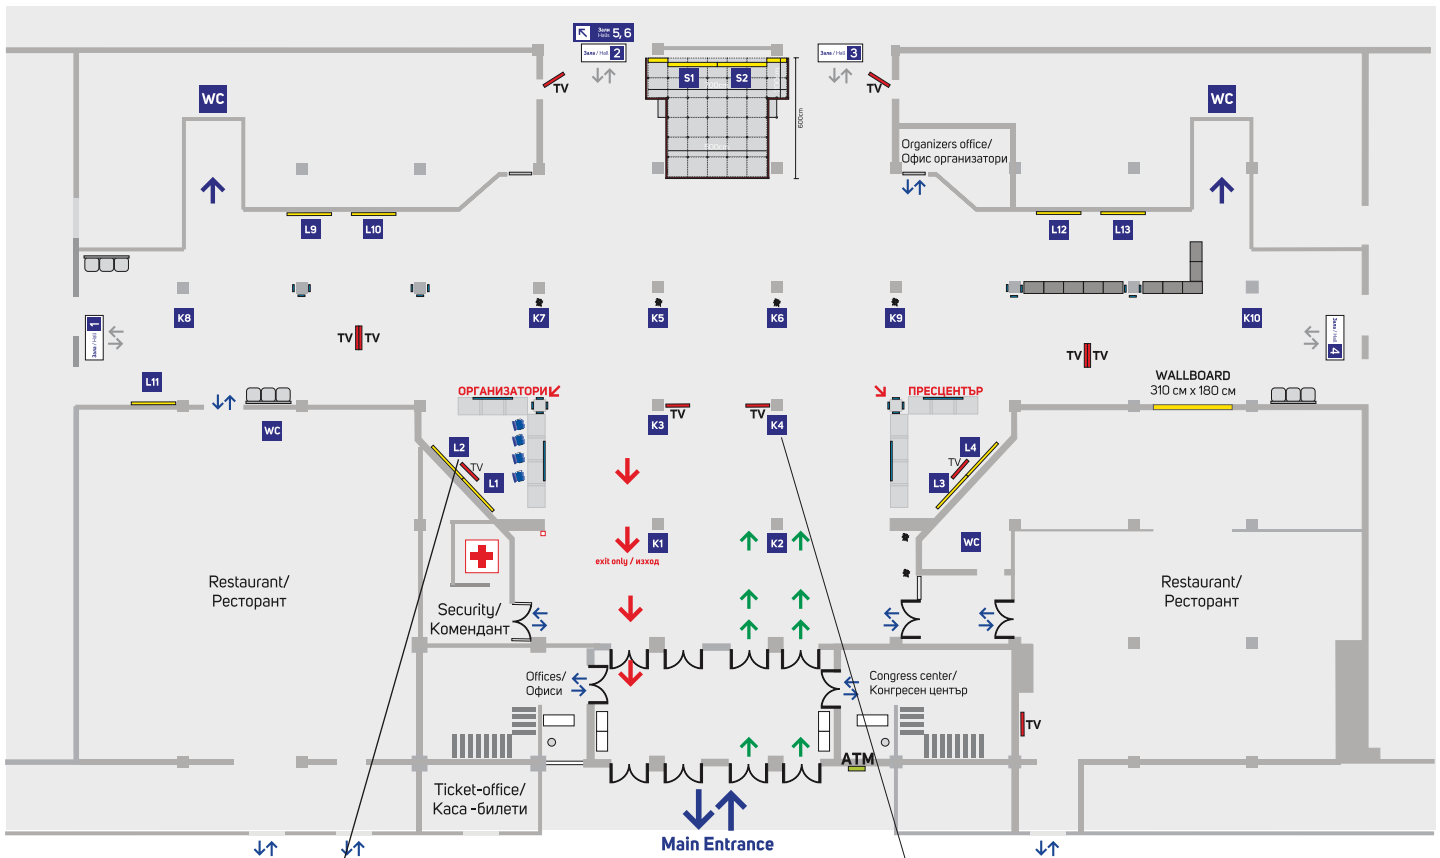 Зали
Halls 5, 6
Зала / Hall 2
Зала / Hall 3
TV
TV
S1
S2
600cm
WC
WC
Organizers office/
Офис организатори
L9
L10
L12
L13
K8
K7
K5
K6
K9
K10
Зала / Hall 1
Зала / Hall 4
TV
TV
TV
TV
WALLBOARD
310 см x 180 см
L11
WC
ОРГАНИЗАТОРИ
ПРЕСЦЕНТЪР
TV
TV
K3
K4
L2
TV
L1
L4
TV
L3
K1
K2
WC
exit only / изход
Restaurant/
Ресторант
Restaurant/
Ресторант
Security/
Комендант
Offices/
Офиси
Congress center/
Конгресен център
TV
ATM
Ticket-office/
Каса -билети
Main Entrance